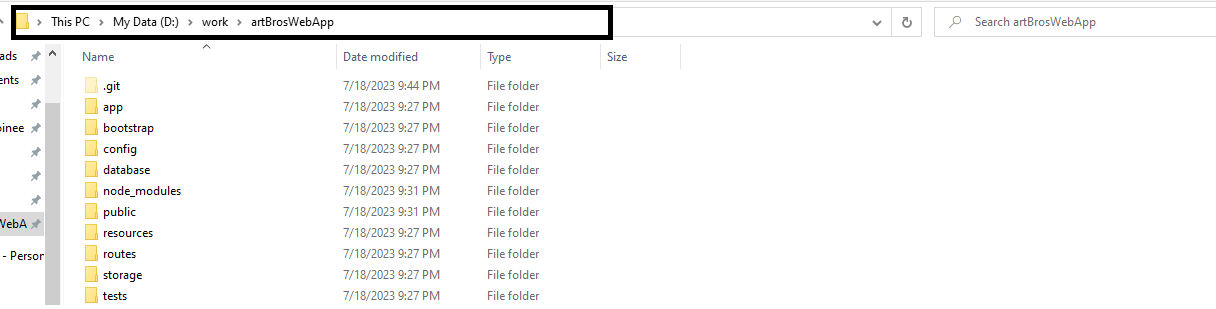 This PC > My Data (D:) > work > artBrosWebApp Search artBrosWebApp
Name Date modified Type Size
.git 7/18/2023 9:44 PM File folder
app 7/18/2023 9:27 PM File folder
bootstrap 7/18/2023 9:27 PM File folder
config 7/18/2023 9:27 PM File folder
database 7/18/2023 9:27 PM File folder
node_modules 7/18/2023 9:31 PM File folder
public 7/18/2023 9:31 PM File folder
resources 7/18/2023 9:27 PM File folder
routes 7/18/2023 9:27 PM File folder
storage 7/18/2023 9:27 PM File folder
tests 7/18/2023 9:27 PM File folder
ads
ents
inee
WebA
- Person